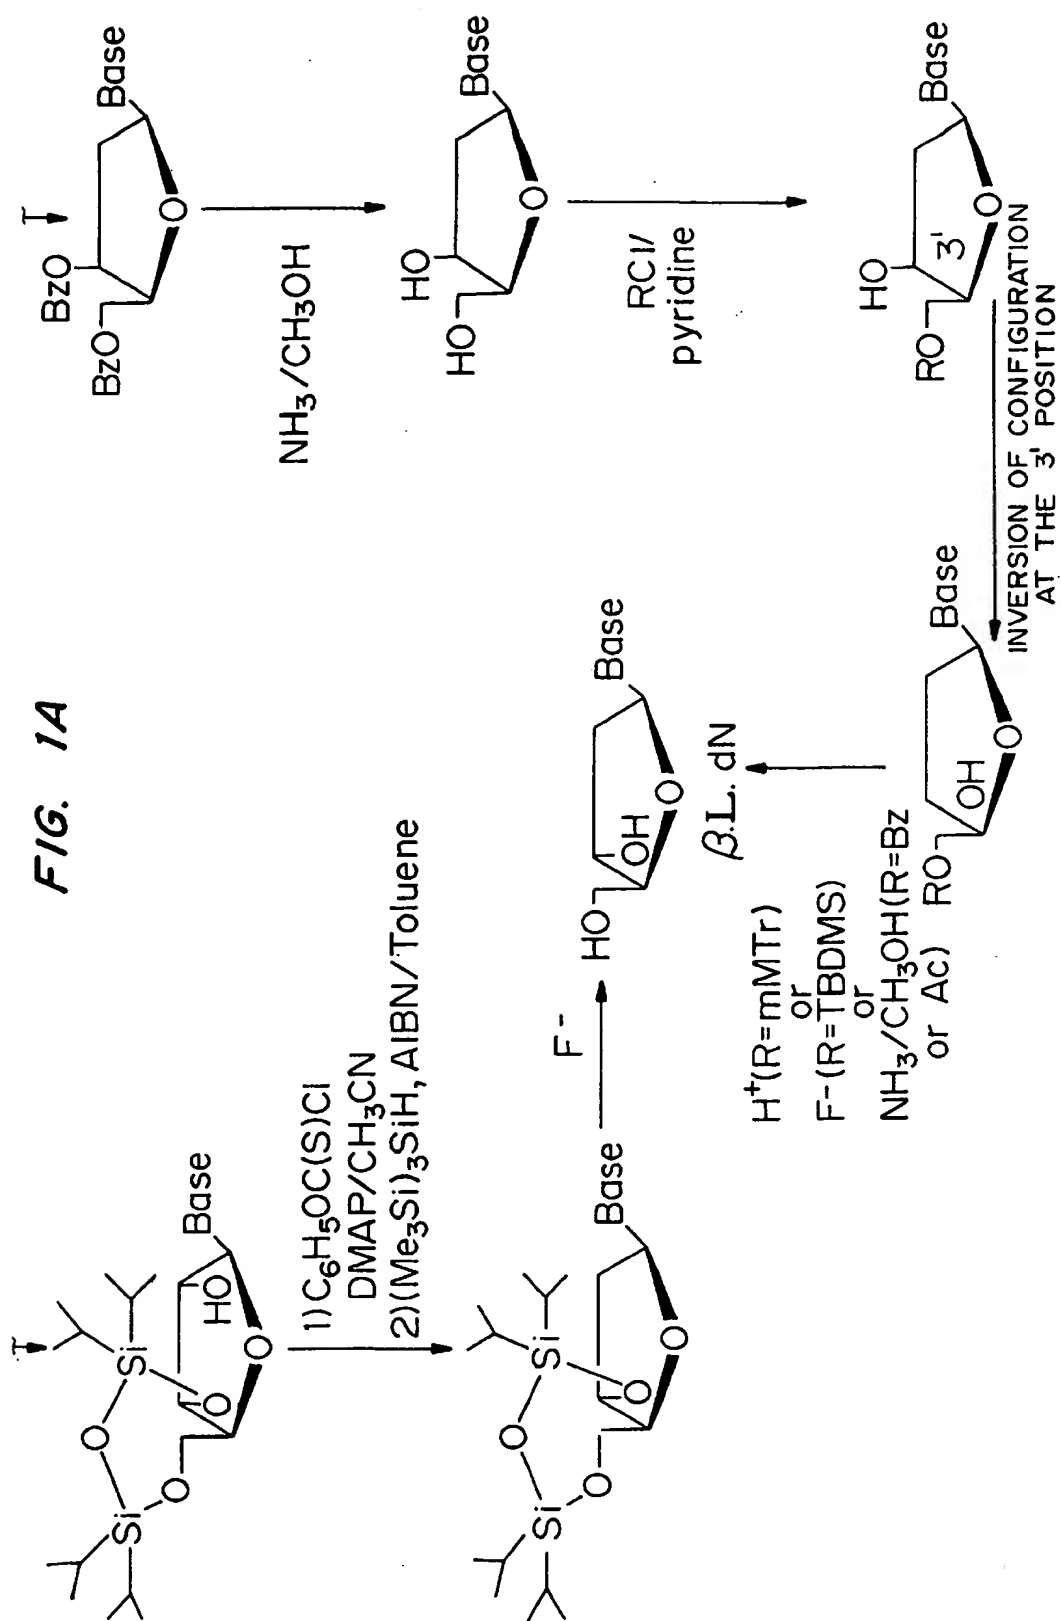 FIG. 1A
T
Si
O
Si
O
O
HO
Base
O
1) C6H5OC(S)Cl
DMAP/CH3CN
2) (Me3Si)3SiH, AIBN/Toluene
Si
O
Si
O
O
Base
O
F-
HO
OH
Base
O
β.L. dN
H+(R=mMTr)
or
F-(R=TBDMS)
or
NH3/CH3OH(R=Bz
or Ac)
RO
OH
Base
O
T
BzO
BzO
Base
O
NH3/CH3OH
HO
HO
Base
O
RCl/
pyridine
HO
RO
3'
Base
O
INVERSION OF CONFIGURATION
AT THE 3' POSITION